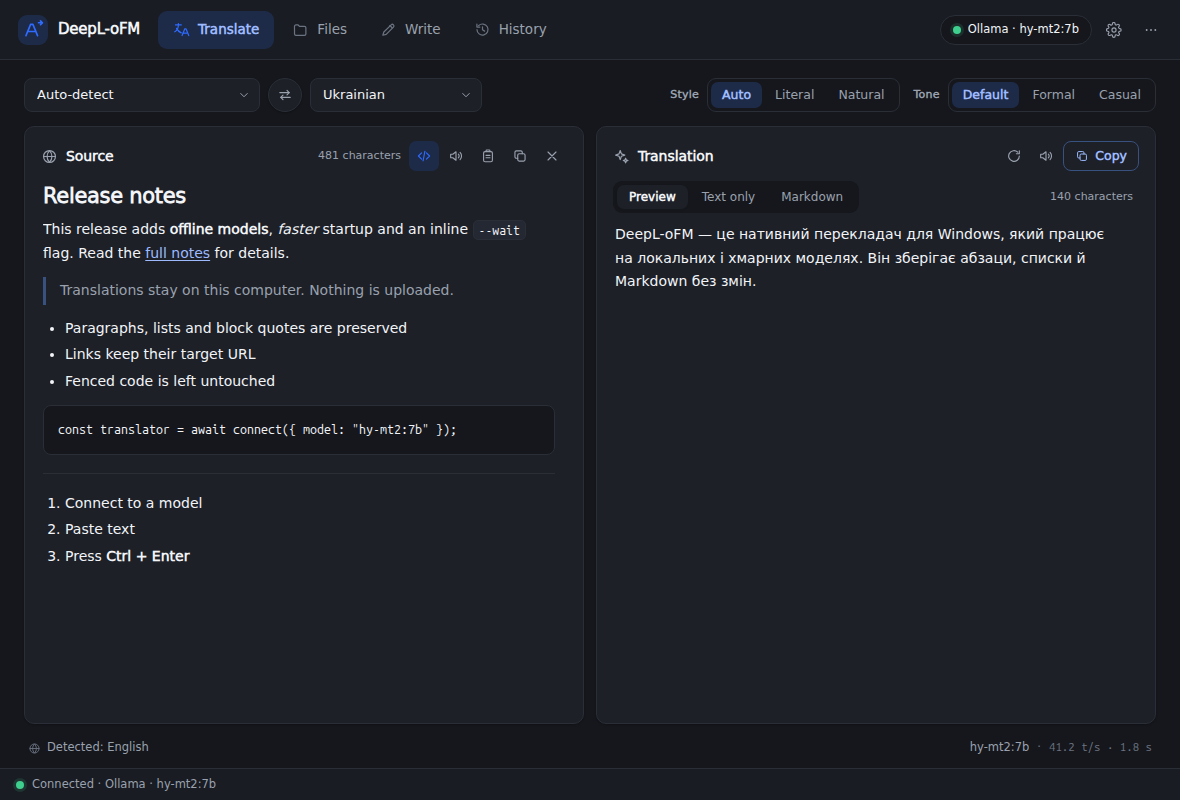 DeepL-oFM
Translate
Files
Write
History
Ollama · hy-mt2:7b
Auto-detect
Ukrainian
Style
Auto
Literal
Natural
Tone
Default
Formal
Casual
Source
481 characters
Release notes
This release adds offline models, faster startup and an inline --wait
flag. Read the full notes for details.
Translations stay on this computer. Nothing is uploaded.
• Paragraphs, lists and block quotes are preserved
• Links keep their target URL
• Fenced code is left untouched
const translator = await connect({ model: "hy-mt2:7b" });
1. Connect to a model
2. Paste text
3. Press Ctrl + Enter
Translation
Copy
Preview
Text only
Markdown
140 characters
DeepL-oFM — це нативний перекладач для Windows, який працює
на локальних і хмарних моделях. Він зберігає абзаци, списки й
Markdown без змін.
Detected: English
hy-mt2:7b · 41.2 t/s · 1.8 s
Connected · Ollama · hy-mt2:7b